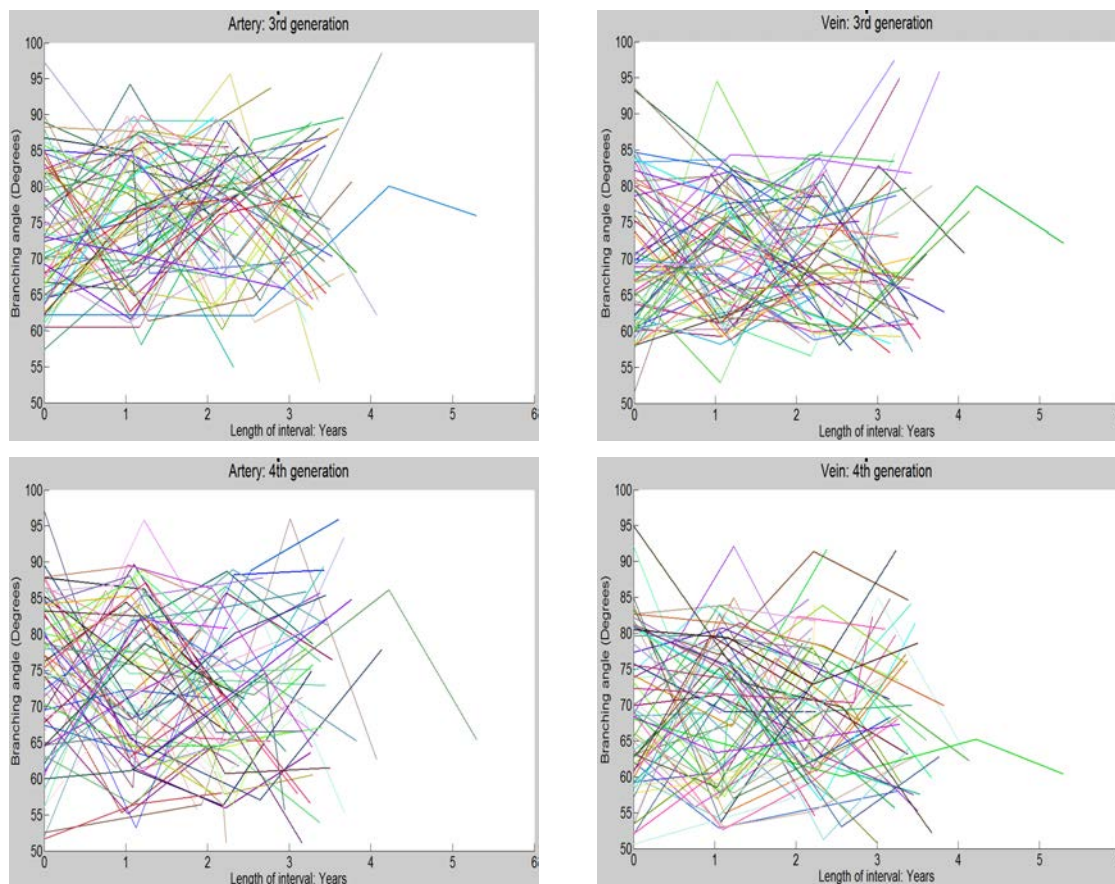 Artery: 3rd generation
100
95
90
85
80
75
70
65
60
55
50
Branching angle (Degrees)
0 1 2 3 4 5 6
Length of interval: Years
Vein: 3rd generation
100
95
90
85
80
75
70
65
60
55
50
Branching angle (Degrees)
0 1 2 3 4 5
Length of interval: Years
Artery: 4th generation
100
95
90
85
80
75
70
65
60
55
50
Branching angle (Degrees)
0 1 2 3 4 5 6
Length of interval: Years
Vein: 4th generation
100
95
90
85
80
75
70
65
60
55
50
Branching angle (Degrees)
0 1 2 3 4 5
Length of interval: Years